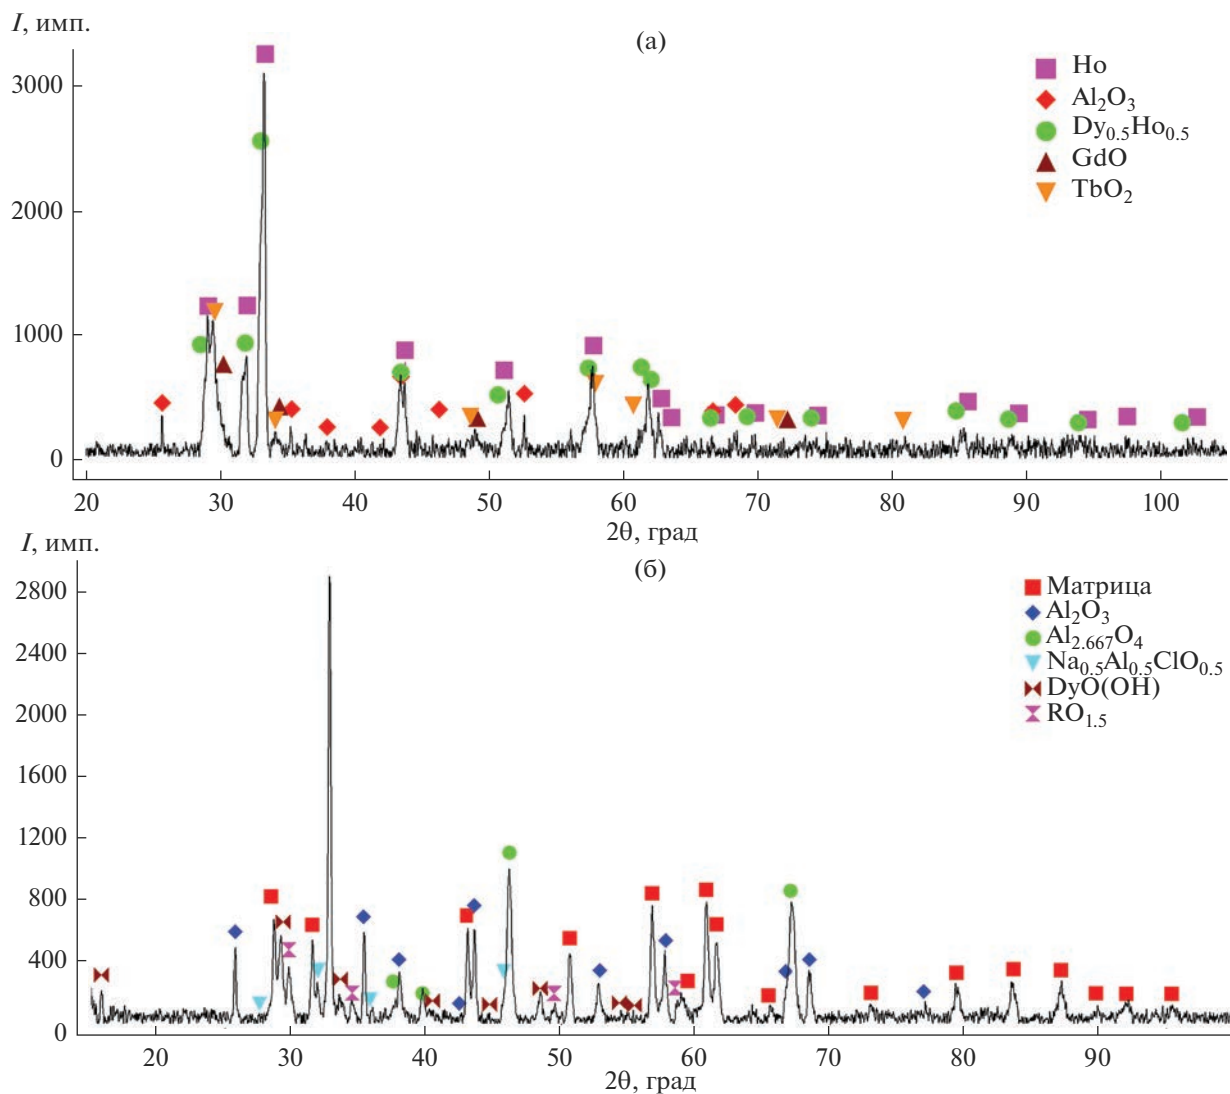 I, имп.
(а)
Ho
Al₂O₃
Dy₀.₅Ho₀.₅
GdO
TbO₂
3000
2000
1000
0
20 30 40 50 60 70 80 90 100
2θ, град
I, имп.
(б)
Матрица
Al₂O₃
Al₂.₆₆₇O₄
Na₀.₅Al₀.₅ClO₀.₅
DyO(OH)
RO₁.₅
2800
2400
2000
1600
1200
800
400
0
20 30 40 50 60 70 80 90
2θ, град